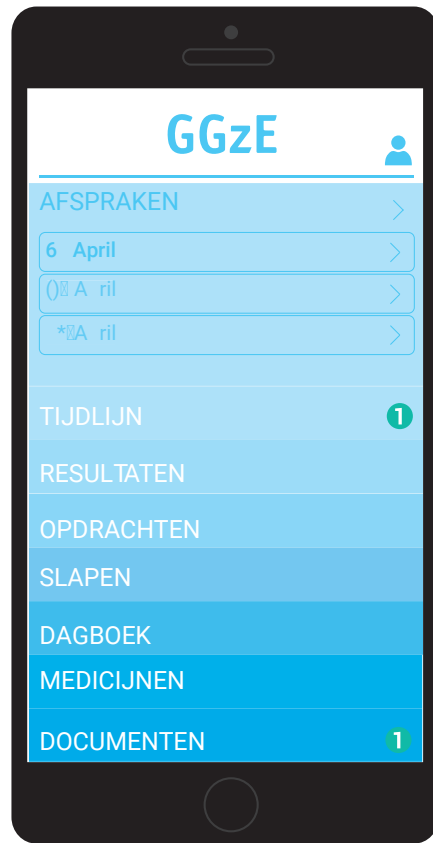 GGzE
AFSPRAKEN
6 April
TIJDLIJN 1
RESULTATEN
OPDRACHTEN
SLAPEN
DAGBOEK
MEDICIJNEN
DOCUMENTEN 1